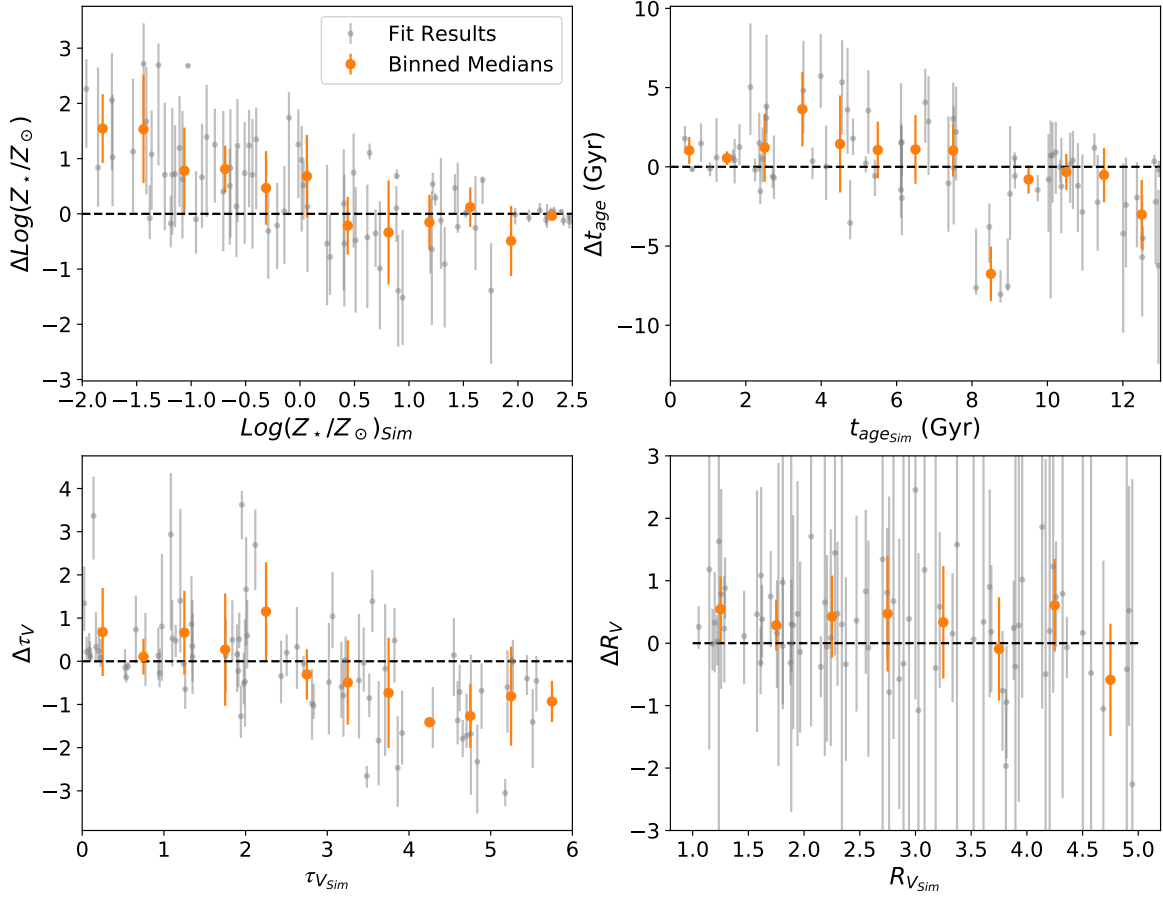 Fit Results
Binned Medians
3
2
1
0
−1
−2
−3
ΔLog(Z⋆/Z⊙)
−2.0 −1.5 −1.0 −0.5 0.0 0.5 1.0 1.5 2.0 2.5
Log(Z⋆/Z⊙)Sim
10
5
0
−5
−10
Δtage (Gyr)
0 2 4 6 8 10 12
tageSim (Gyr)
4
3
2
1
0
−1
−2
−3
ΔτV
0 1 2 3 4 5 6
τVSim
3
2
1
0
−1
−2
−3
ΔRV
1.0 1.5 2.0 2.5 3.0 3.5 4.0 4.5 5.0
RVSim